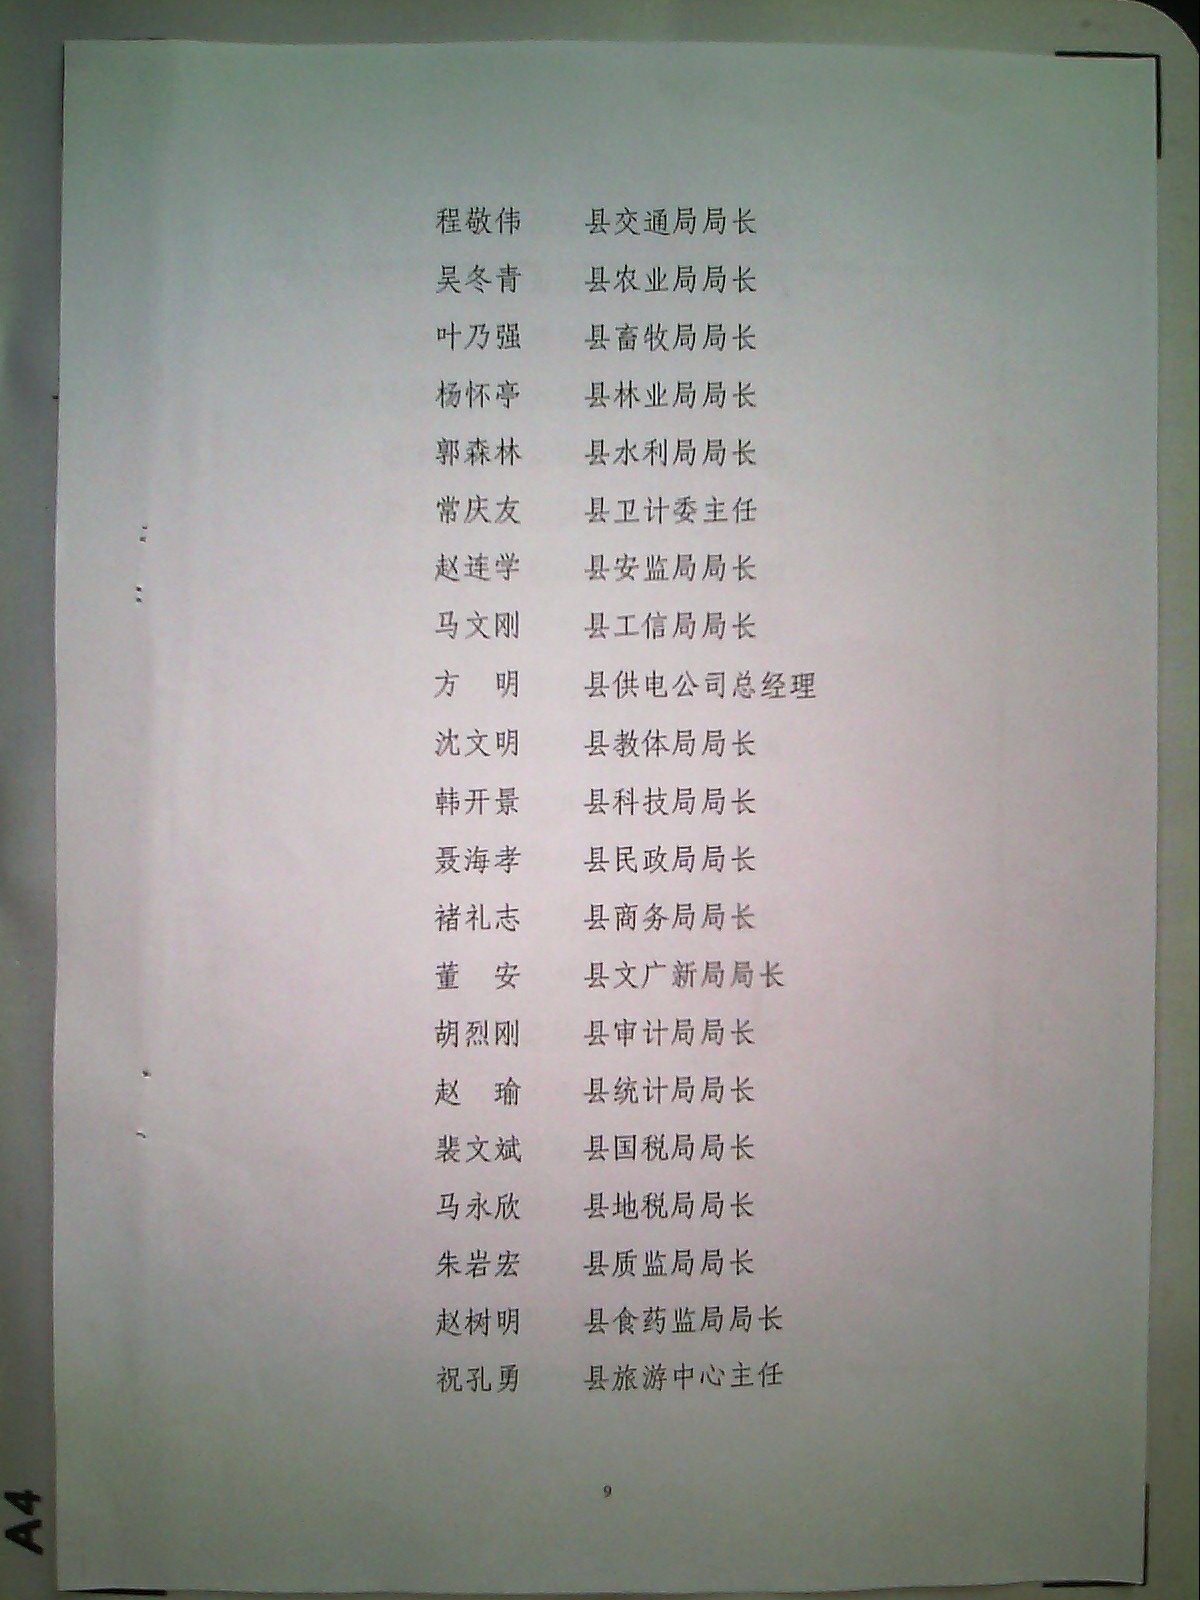 程敬伟 县交通局局长
吴冬青 县农业局局长
叶乃强 县畜牧局局长
杨怀亭 县林业局局长
郭森林 县水利局局长
常庆友 县卫计委主任
赵连学 县安监局局长
马文刚 县工信局局长
方 明 县供电公司总经理
沈文明 县教体局局长
韩开景 县科技局局长
聂海孝 县民政局局长
褚礼志 县商务局局长
董 安 县文广新局局长
胡烈刚 县审计局局长
赵 瑜 县统计局局长
裴文斌 县国税局局长
马永欣 县地税局局长
朱岩宏 县质监局局长
赵树明 县食药监局局长
祝孔勇 县旅游中心主任
9
A4